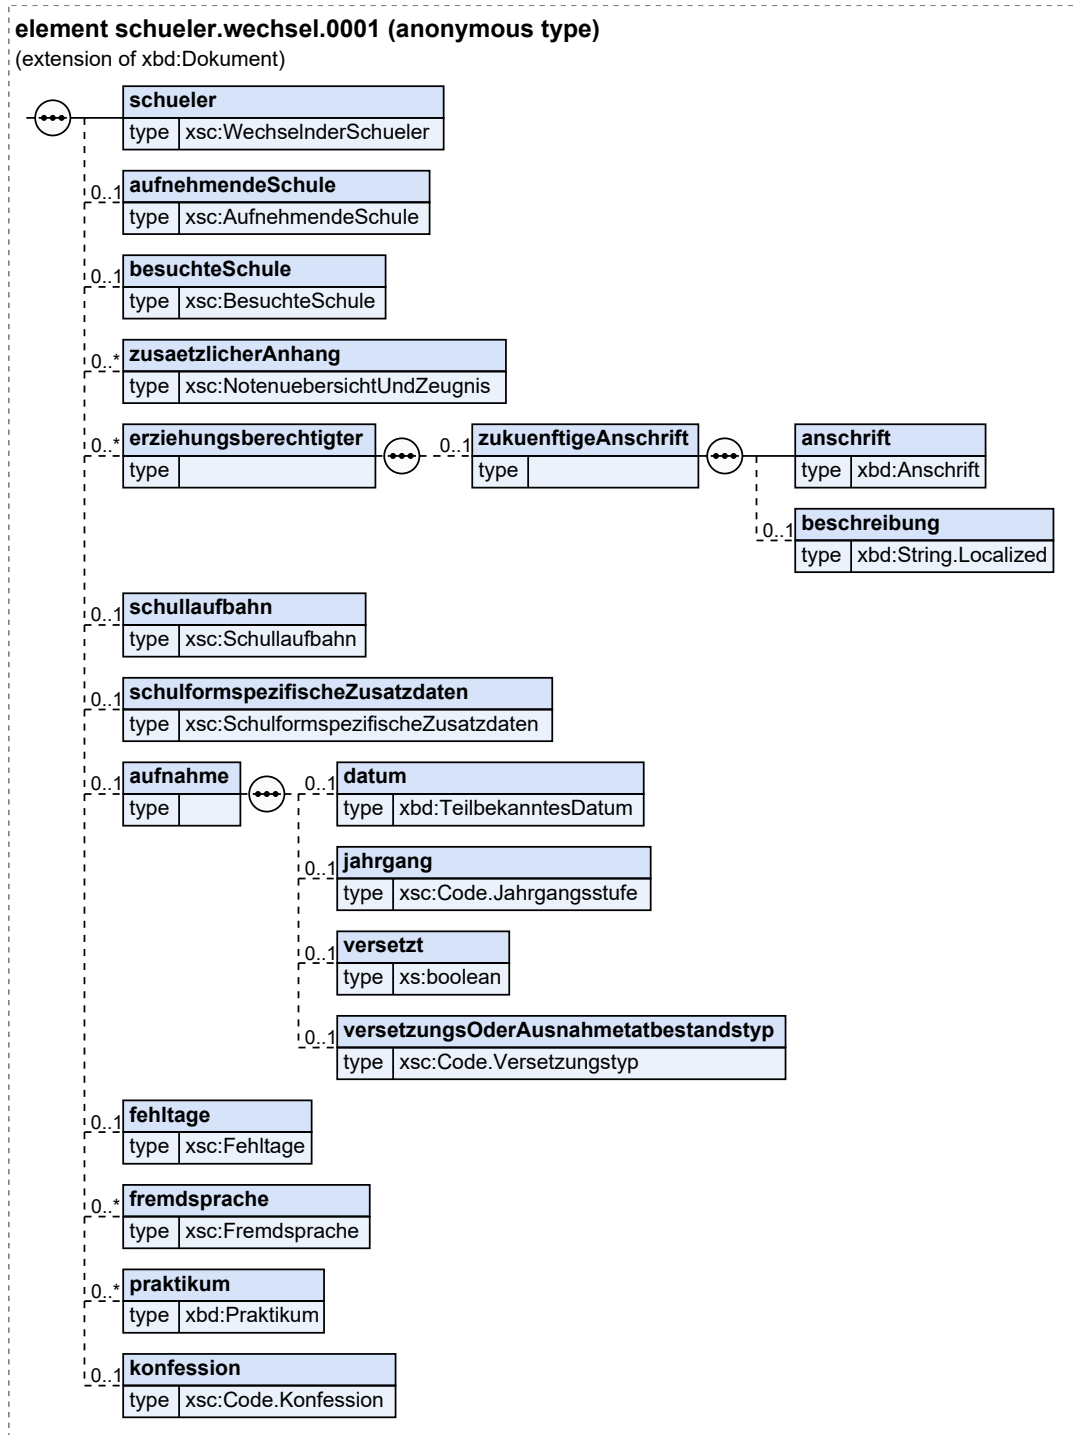 element schueler.wechsel.0001 (anonymous type)
(extension of xbd:Dokument)
schueler
type xsc:WechselnderSchueler
0..1 aufnehmendeSchule
type xsc:AufnehmendeSchule
0..1 besuchteSchule
type xsc:BesuchteSchule
0..* zusaetzlicherAnhang
type xsc:NotenuebersichtUndZeugnis
0..* erziehungsberechtigter 0..1 zukuenftigeAnschrift anschrift
type type type xbd:Anschrift
0..1 beschreibung
type xbd:String.Localized
0..1 schullaufbahn
type xsc:Schullaufbahn
0..1 schulformspezifischeZusatzdaten
type xsc:SchulformspezifischeZusatzdaten
0..1 aufnahme 0..1 datum
type type xbd:TeilbekanntesDatum
0..1 jahrgang
type xsc:Code.Jahrgangsstufe
0..1 versetzt
type xs:boolean
0..1 versetzungsOderAusnahmetatbestandstyp
type xsc:Code.Versetzungstyp
0..1 fehltage
type xsc:Fehltage
0..* fremdsprache
type xsc:Fremdsprache
0..* praktikum
type xbd:Praktikum
0..1 konfession
type xsc:Code.Konfession